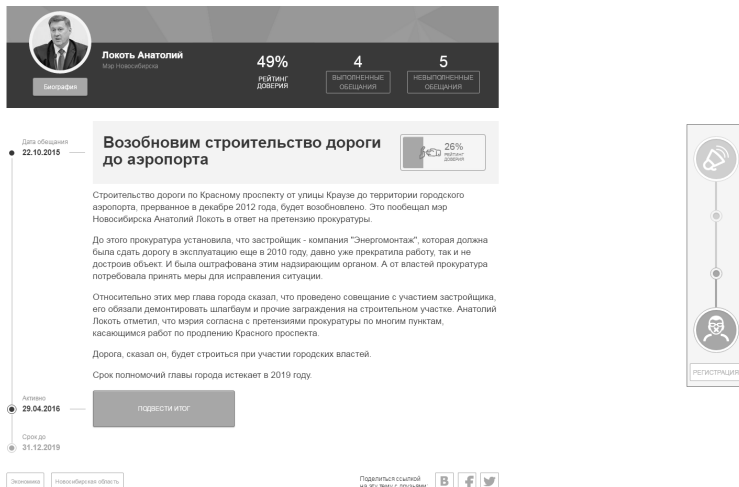 Локоть Анатолий
Мэр Новосибирска
Биография
49%
РЕЙТИНГ
ДОВЕРИЯ
4
ВЫПОЛНЕННЫЕ
ОБЕЩАНИЯ
5
НЕВЫПОЛНЕННЫЕ
ОБЕЩАНИЯ
Дата обещания
22.10.2015
Возобновим строительство дороги
до аэропорта
26%
РЕЙТИНГ
ДОВЕРИЯ
Строительство дороги по Красному проспекту от улицы Краузе до территории городского
аэропорта, прерванное в декабре 2012 года, будет возобновлено. Это пообещал мэр
Новосибирска Анатолий Локоть в ответ на претензию прокуратуры.
До этого прокуратура установила, что застройщик - компания "Энергомонтаж", которая должна
была сдать дорогу в эксплуатацию еще в 2010 году, давно уже прекратила работу, так и не
достроив объект. И была оштрафована этим надзирающим органом. А от властей прокуратура
потребовала принять меры для исправления ситуации.
Относительно этих мер глава города сказал, что проведено совещание с участием застройщика,
его обязали демонтировать шлагбаум и прочие заграждения на строительном участке. Анатолий
Локоть отметил, что мэрия согласна с претензиями прокуратуры по многим пунктам,
касающимся работ по продлению Красного проспекта.
Дорога, сказал он, будет строиться при участии городских властей.
Срок полномочий главы города истекает в 2019 году.
Активно
29.04.2016
ПОДВЕСТИ ИТОГ
Срок до
31.12.2019
Экономика
Новосибирская область
Поделиться ссылкой
на эту тему с друзьями:
РЕГИСТРАЦИЯ